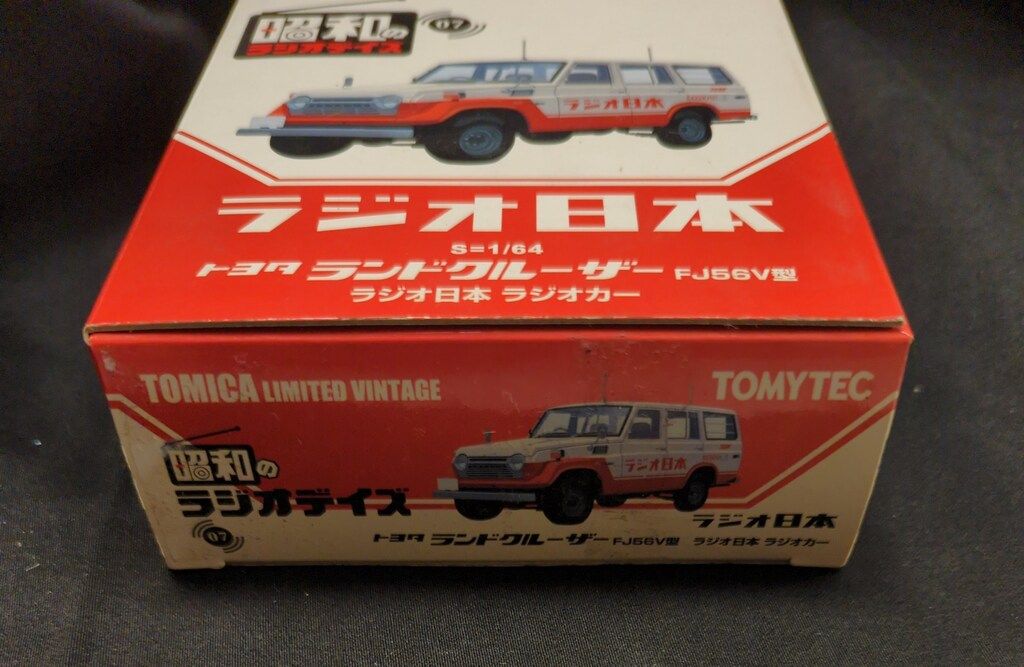 昭和の
07
ラジオデイズ
ラジオ日本
ラジオ日本
S=1/64
トヨタ ランドクルーザー FJ56V型
ラジオ日本 ラジオカー
TOMICA LIMITED VINTAGE
TOMYTEC
昭和の
ラジオデイズ
07
ラジオ日本
ラジオ日本
トヨタ ランドクルーザー FJ56V型 ラジオ日本 ラジオカー